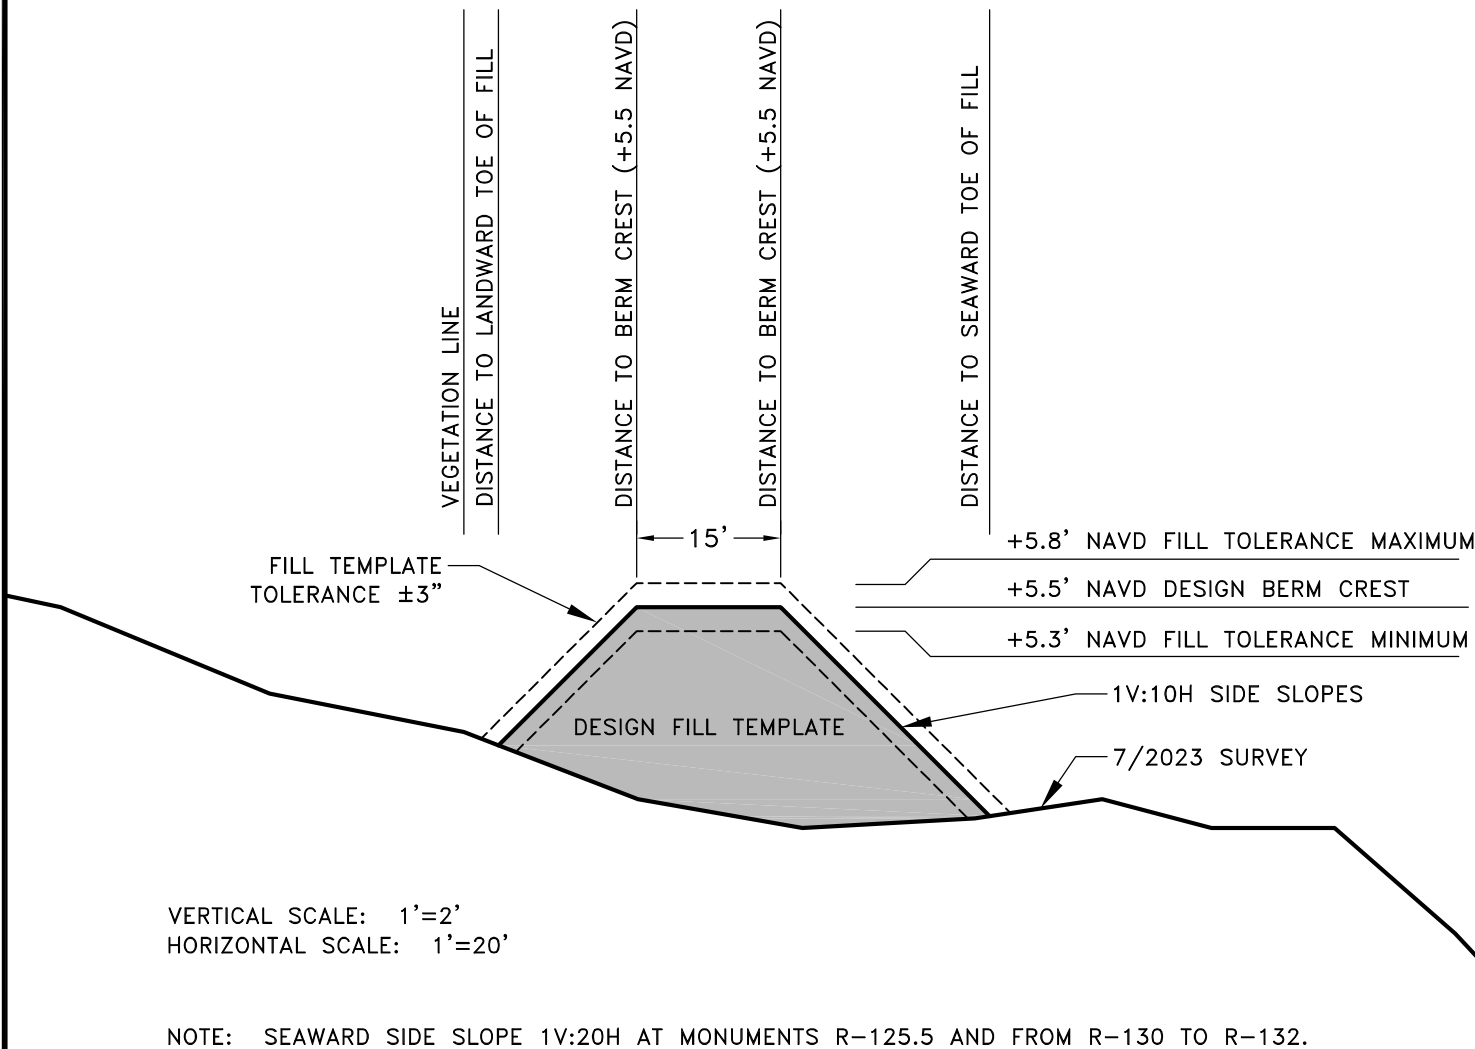 VEGETATION LINE
DISTANCE TO LANDWARD TOE OF FILL
DISTANCE TO BERM CREST (+5.5 NAVD)
DISTANCE TO BERM CREST (+5.5 NAVD)
DISTANCE TO SEAWARD TOE OF FILL
15'
FILL TEMPLATE
TOLERANCE ±3"
+5.8' NAVD FILL TOLERANCE MAXIMUM
+5.5' NAVD DESIGN BERM CREST
+5.3' NAVD FILL TOLERANCE MINIMUM
1V:10H SIDE SLOPES
DESIGN FILL TEMPLATE
7/2023 SURVEY
VERTICAL SCALE: 1'=2'
HORIZONTAL SCALE: 1'=20'
NOTE: SEAWARD SIDE SLOPE 1V:20H AT MONUMENTS R-125.5 AND FROM R-130 TO R-132.